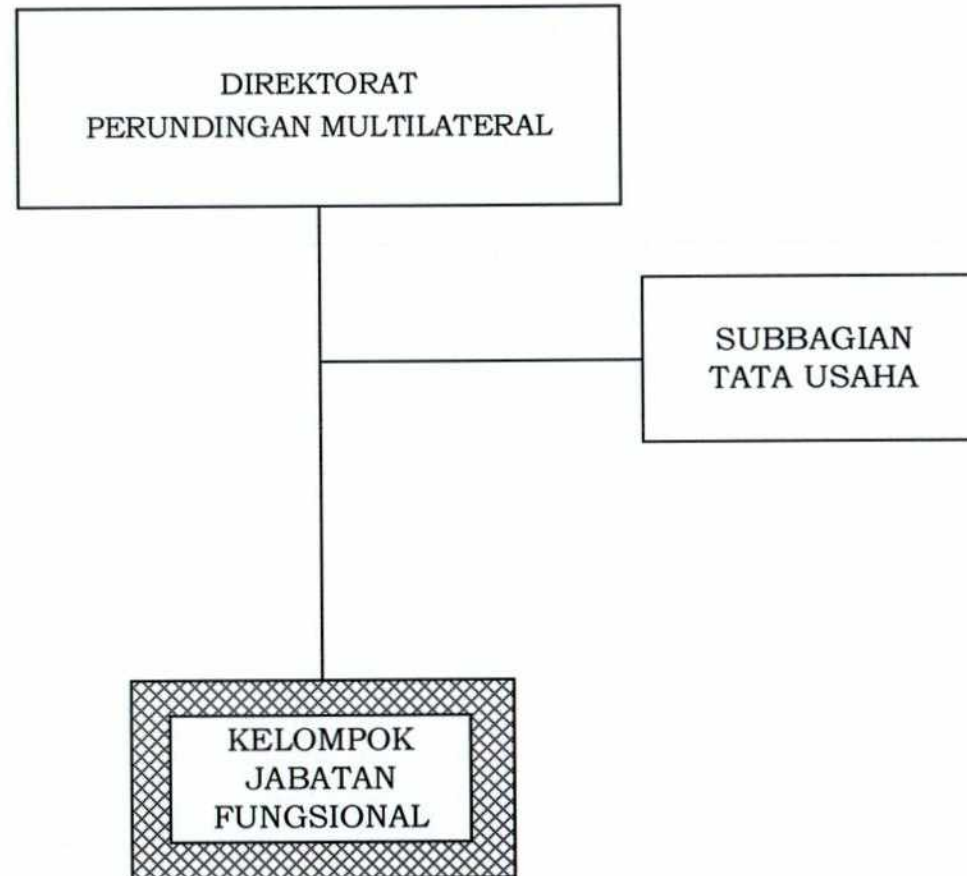 DIREKTORAT
PERUNDINGAN MULTILATERAL
SUBBAGIAN
TATA USAHA
KELOMPOK
JABATAN
FUNGSIONAL